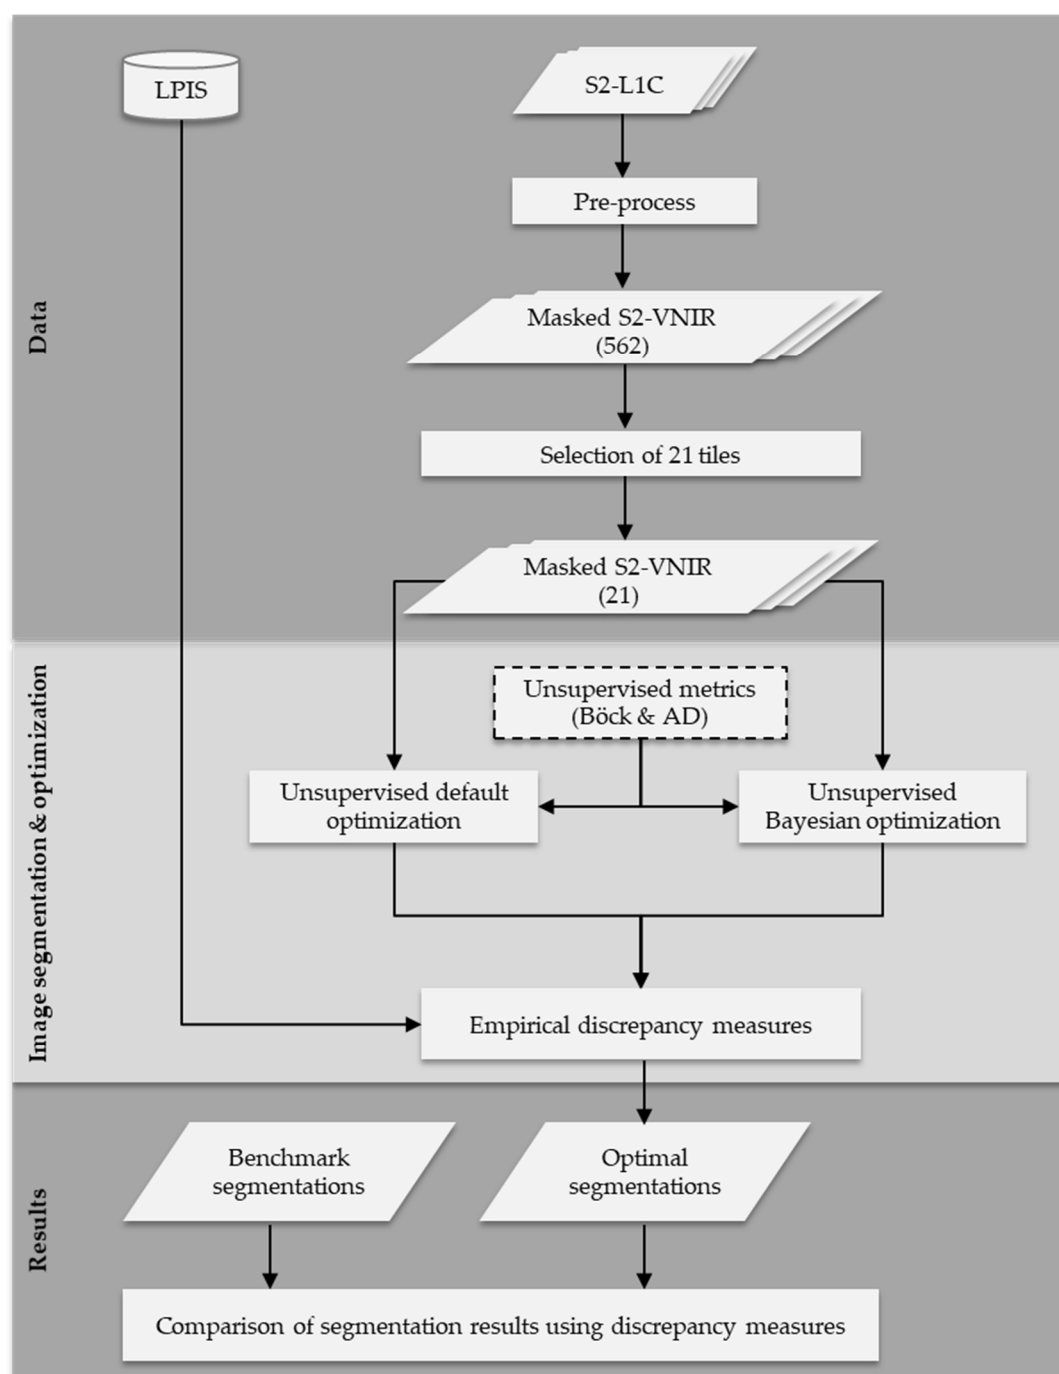 LPIS
S2-L1C
Pre-process
Data
Masked S2-VNIR
(562)
Selection of 21 tiles
Masked S2-VNIR
(21)
Image segmentation & optimization
Unsupervised metrics
(Böck & AD)
Unsupervised default
optimization
Unsupervised
Bayesian optimization
Empirical discrepancy measures
Results
Benchmark
segmentations
Optimal
segmentations
Comparison of segmentation results using discrepancy measures